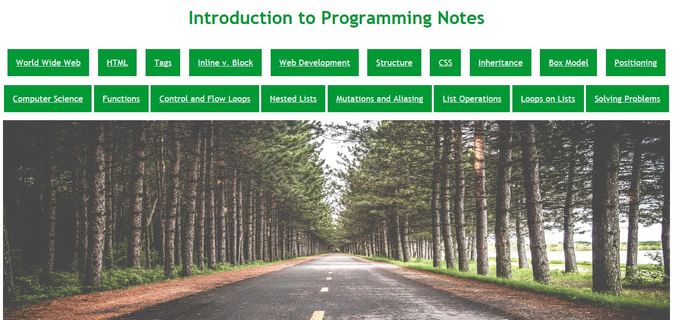 Introduction to Programming Notes
World Wide Web HTML Tags Inline v. Block Web Development Structure CSS Inheritance Box Model Positioning
Computer Science Functions Control and Flow Loops Nested Lists Mutations and Aliasing List Operations Loops on Lists Solving Problems